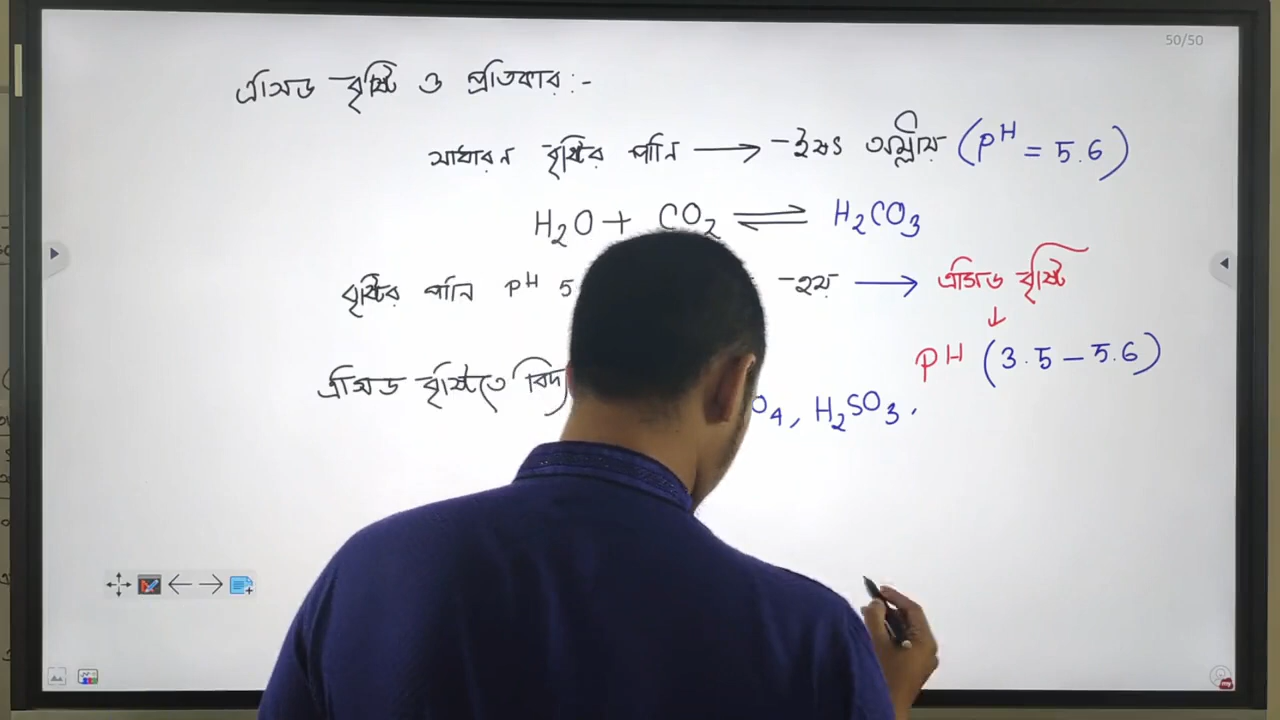 50/50
এসিড বৃষ্টি ও প্রতিকার :-
সাধারন বৃষ্টির পানি ⟶ ইষৎ অম্লীয় (pH = 5.6)
H₂O + CO₂ ⇌ H₂CO₃
বৃষ্টির পানি pH 5 হয় ⟶ এসিড বৃষ্টি
↓
pH (3.5 – 5.6)
এসিড বৃষ্টিতে O₄, H₂SO₃.